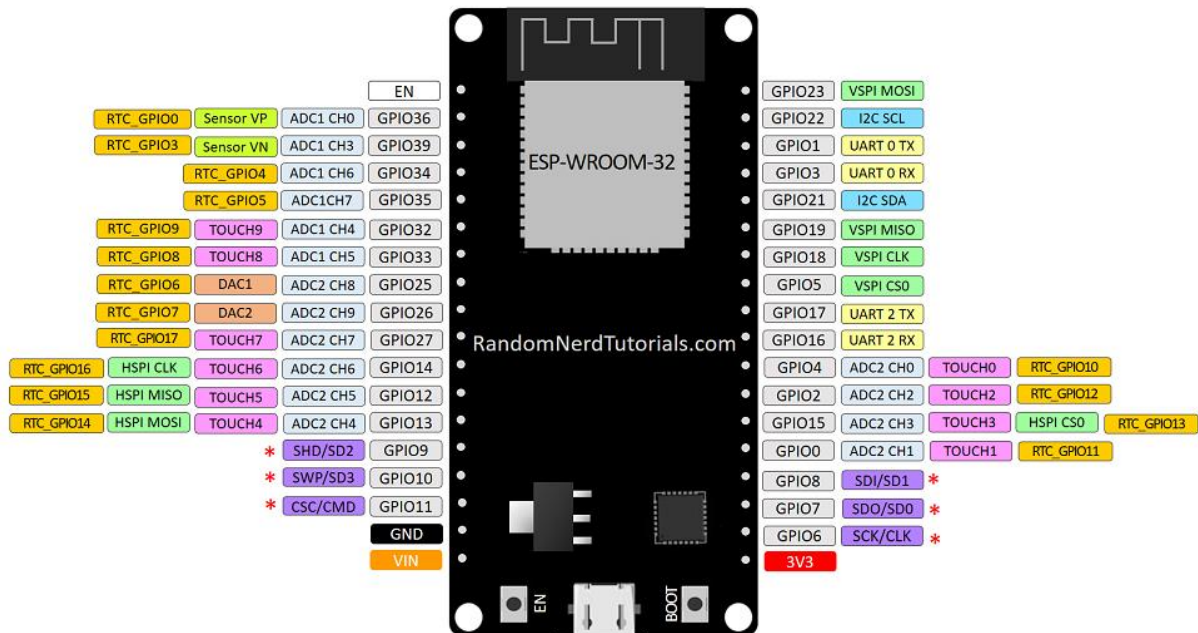 EN GPIO23 VSPI MOSI
RTC_GPIO0 Sensor VP ADC1 CH0 GPIO36 GPIO22 I2C SCL
RTC_GPIO3 Sensor VN ADC1 CH3 GPIO39 GPIO1 UART 0 TX
RTC_GPIO4 ADC1 CH6 GPIO34 ESP-WROOM-32 GPIO3 UART 0 RX
RTC_GPIO5 ADC1CH7 GPIO35 GPIO21 I2C SDA
RTC_GPIO9 TOUCH9 ADC1 CH4 GPIO32 GPIO19 VSPI MISO
RTC_GPIO8 TOUCH8 ADC1 CH5 GPIO33 GPIO18 VSPI CLK
RTC_GPIO6 DAC1 ADC2 CH8 GPIO25 GPIO5 VSPI CS0
RTC_GPIO7 DAC2 ADC2 CH9 GPIO26 GPIO17 UART 2 TX
RTC_GPIO17 TOUCH7 ADC2 CH7 GPIO27 RandomNerdTutorials.com GPIO16 UART 2 RX
RTC_GPIO16 HSPI CLK TOUCH6 ADC2 CH6 GPIO14 GPIO4 ADC2 CH0 TOUCH0 RTC_GPIO10
RTC_GPIO15 HSPI MISO TOUCH5 ADC2 CH5 GPIO12 GPIO2 ADC2 CH2 TOUCH2 RTC_GPIO12
RTC_GPIO14 HSPI MOSI TOUCH4 ADC2 CH4 GPIO13 GPIO15 ADC2 CH3 TOUCH3 HSPI CS0 RTC_GPIO13
* SHD/SD2 GPIO9 GPIO0 ADC2 CH1 TOUCH1 RTC_GPIO11
* SWP/SD3 GPIO10 GPIO8 SDI/SD1 *
* CSC/CMD GPIO11 GPIO7 SDO/SD0 *
GND GPIO6 SCK/CLK *
VIN 3V3
EN BOOT